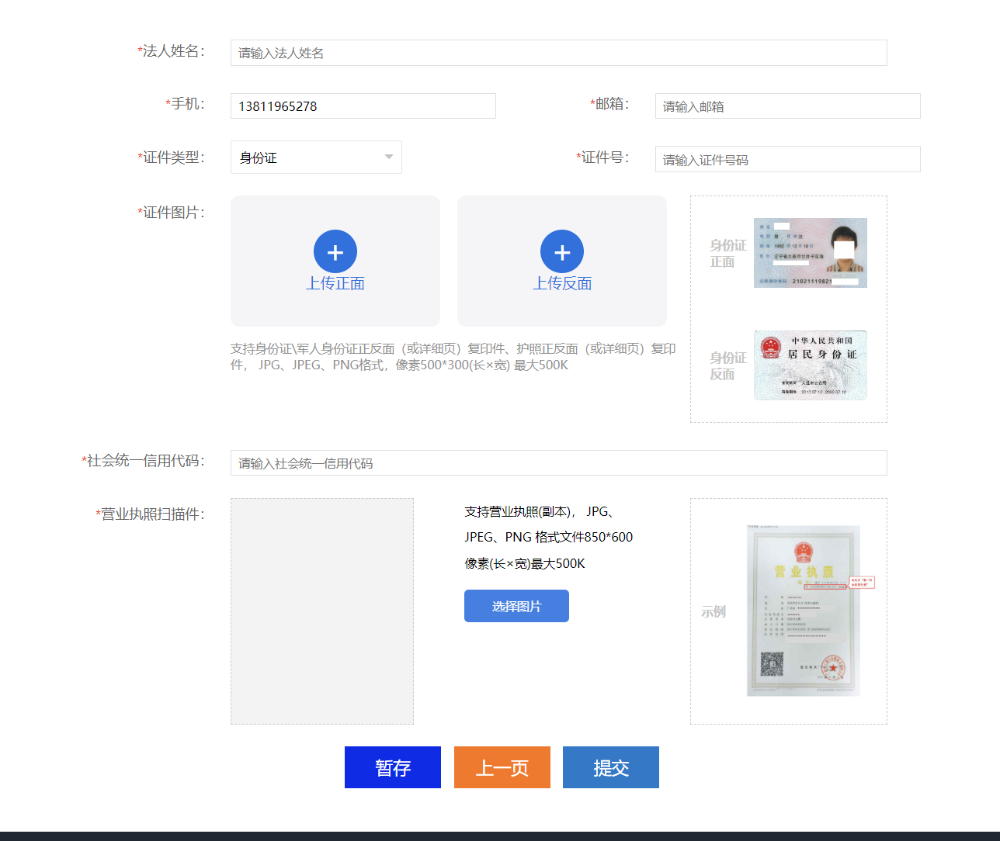 *法人姓名：
请输入法人姓名
*手机：
13811965278
*邮箱：
请输入邮箱
*证件类型：
身份证
*证件号：
请输入证件号码
*证件图片：
+
上传正面
+
上传反面
支持身份证\军人身份证正反面（或详细页）复印件、护照正反面（或详细页）复印
件， JPG、JPEG、PNG格式，像素500*300(长×宽) 最大500K
身份证
正面
身份证
反面
中华人民共和国
居民身份证
*社会统一信用代码：
请输入社会统一信用代码
*营业执照扫描件：
支持营业执照(副本)， JPG、
JPEG、PNG 格式文件850*600
像素(长×宽)最大500K
选择图片
示例
营业执照
暂存
上一页
提交